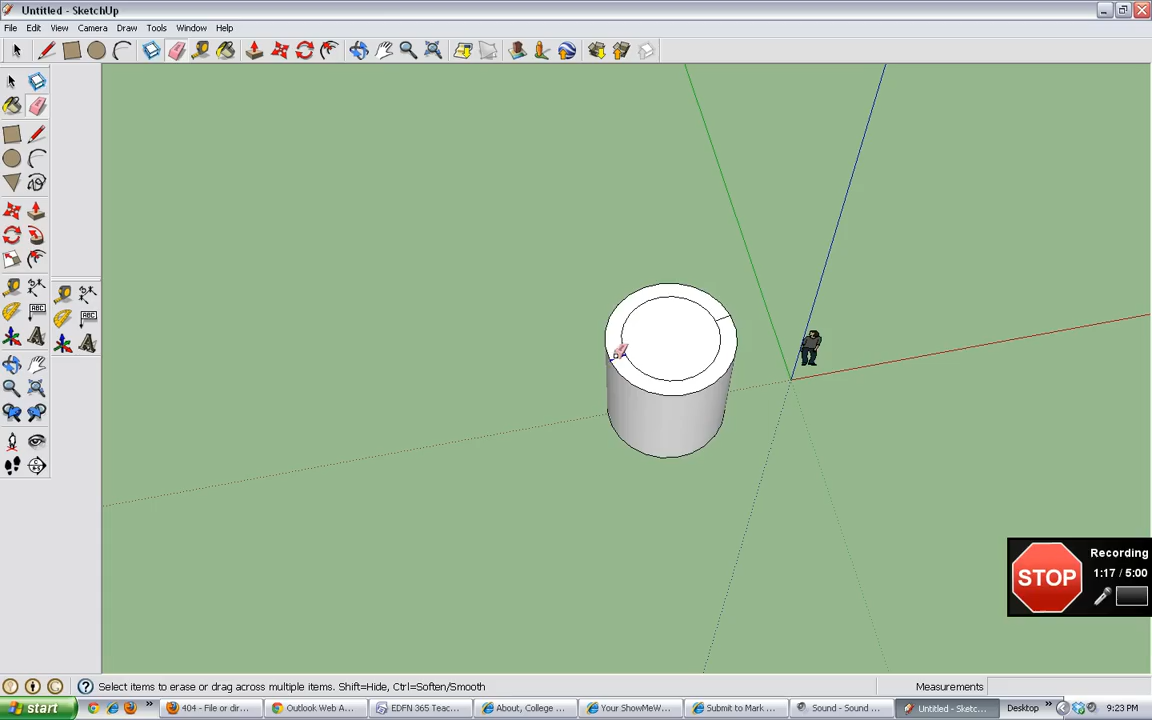 Untitled - SketchUp
File Edit View Camera Draw Tools Window Help
ABC
ABC
Recording
STOP
1:17 / 5:00
Select items to erase or drag across multiple items. Shift=Hide, Ctrl=Soften/Smooth
Measurements
start
404 - File or dir...
Outlook Web A...
EDFN 365 Teac...
About, College ...
Your ShowMeW...
Submit to Mark ...
Sound - Sound ...
Untitled - Sketc...
Desktop
9:23 PM